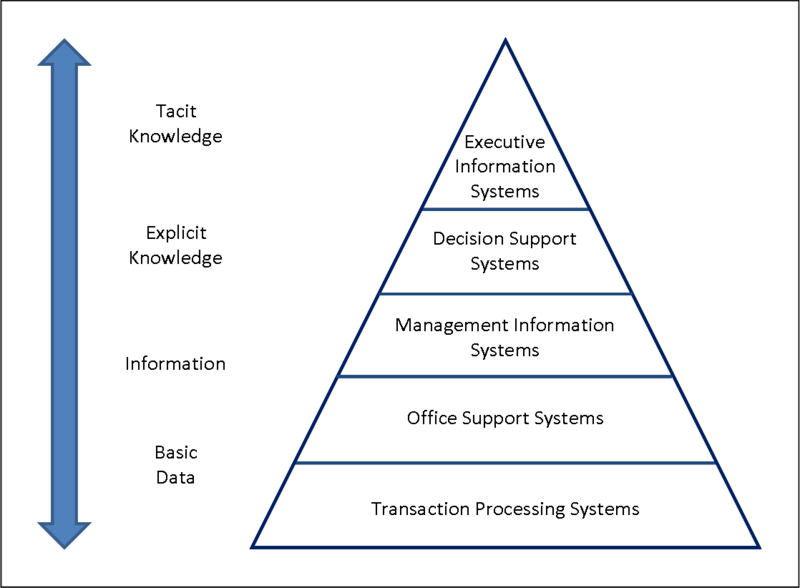 Tacit
Knowledge
Explicit
Knowledge
Information
Basic
Data
Executive
Information
Systems
Decision Support
Systems
Management Information
Systems
Office Support Systems
Transaction Processing Systems